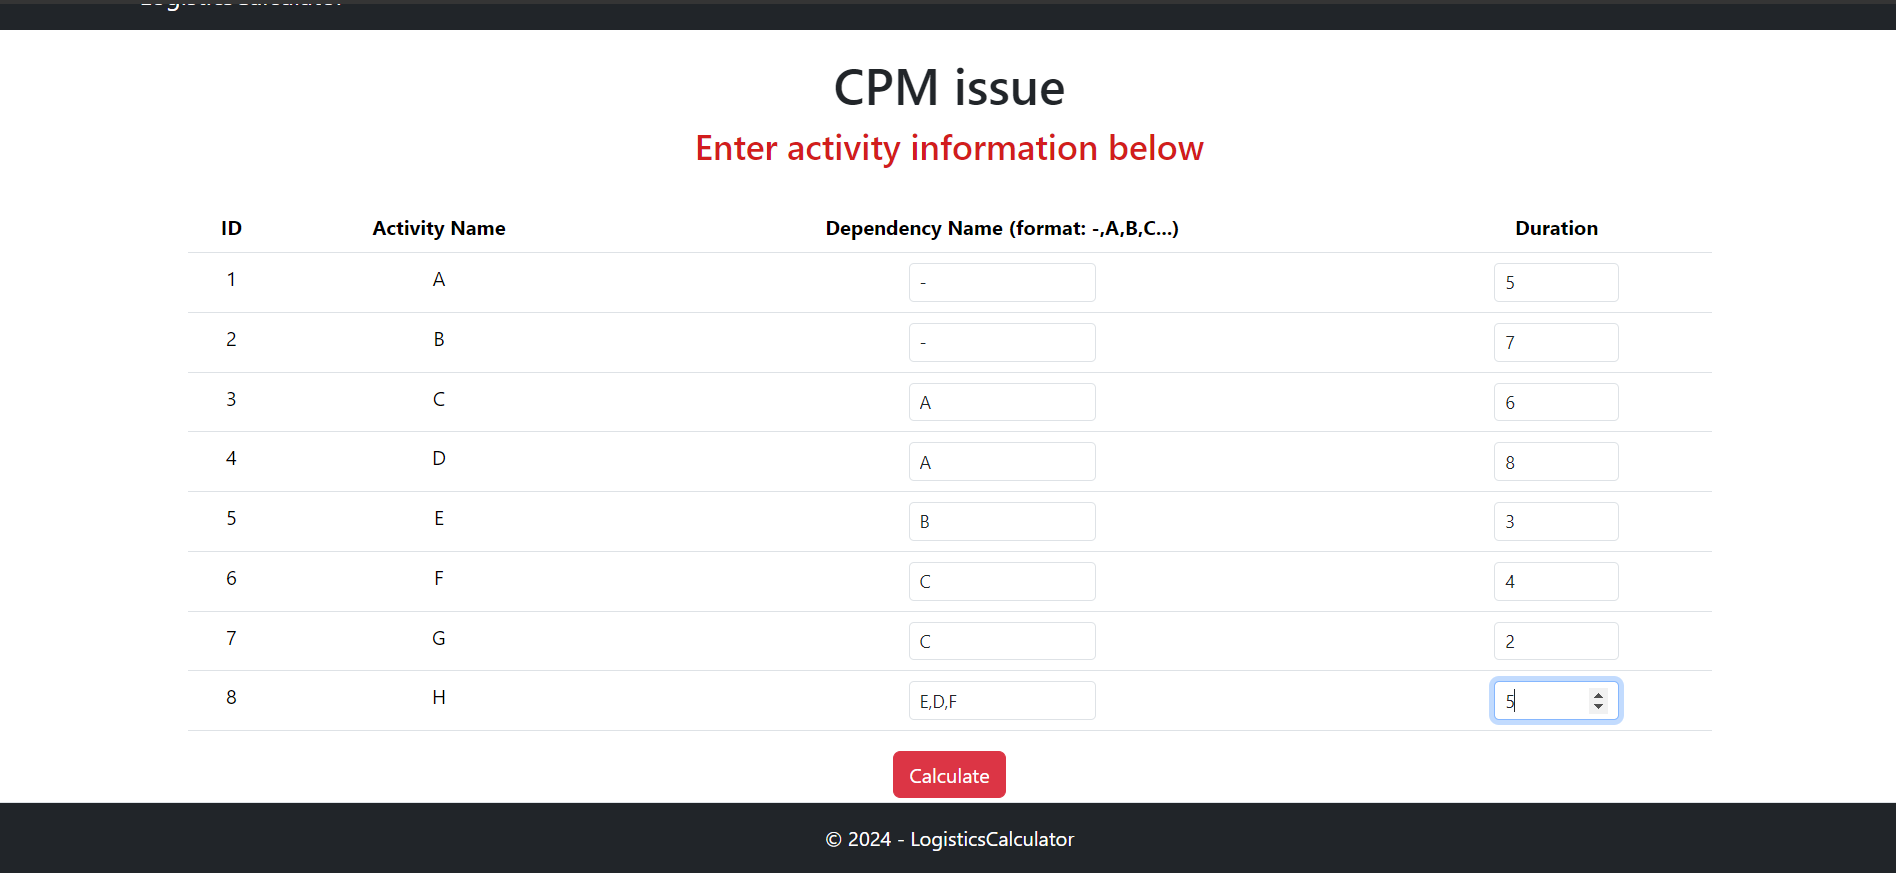 LogisticsCalculator
CPM issue
Enter activity information below
ID Activity Name Dependency Name (format: -,A,B,C...) Duration
1 A - 5
2 B - 7
3 C A 6
4 D A 8
5 E B 3
6 F C 4
7 G C 2
8 H E,D,F 5
Calculate
© 2024 - LogisticsCalculator